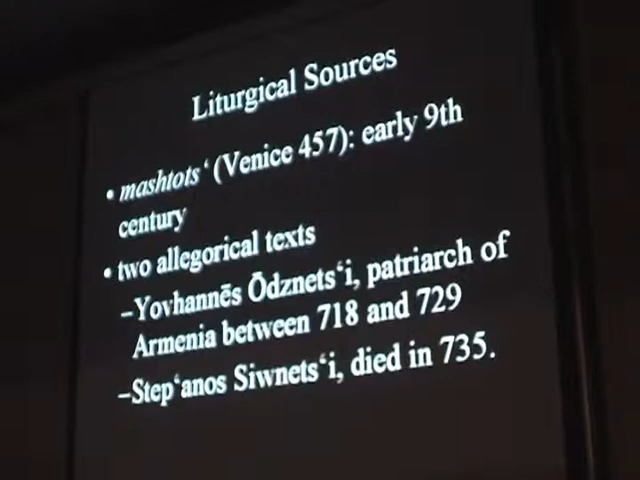 Liturgical Sources
• mashtots‘ (Venice 457): early 9th
century
• two allegorical texts
–Yovhannēs Ōdznets‘i, patriarch of
Armenia between 718 and 729
–Step‘anos Siwnets‘i, died in 735.